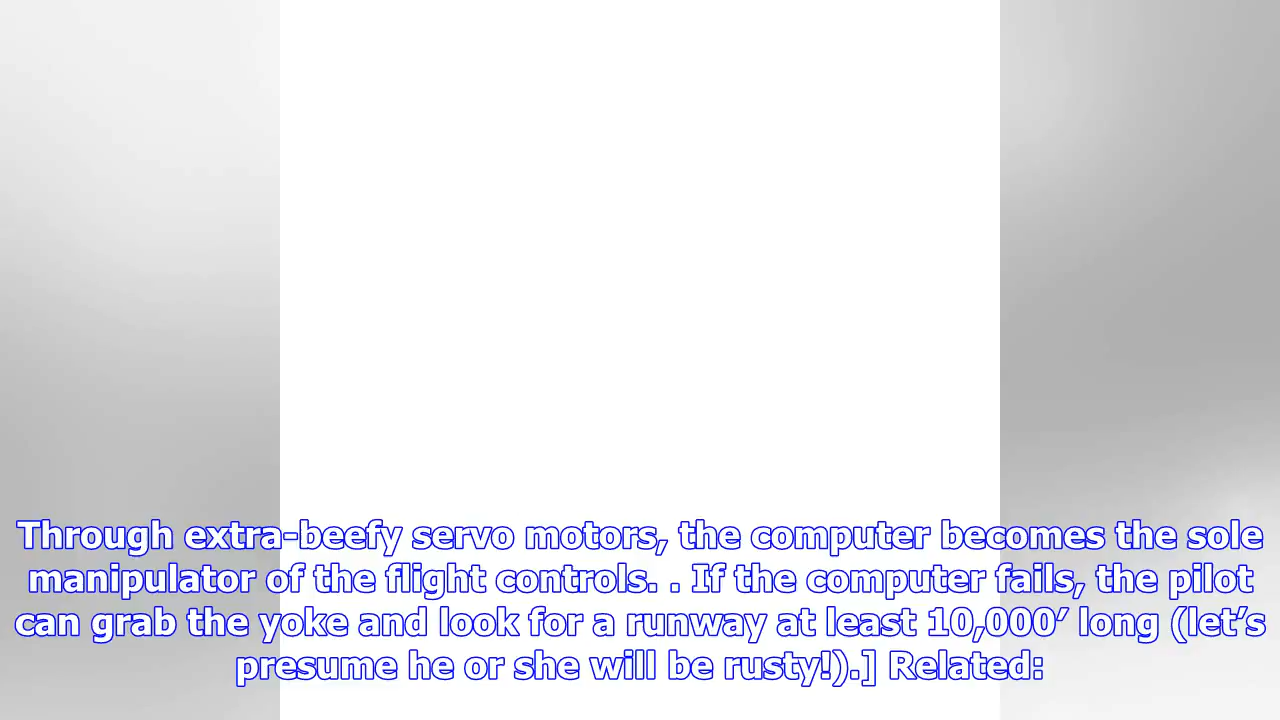 Through extra-beefy servo motors, the computer becomes the sole
manipulator of the flight controls. . If the computer fails, the pilot
can grab the yoke and look for a runway at least 10,000’ long (let’s
presume he or she will be rusty!).] Related: